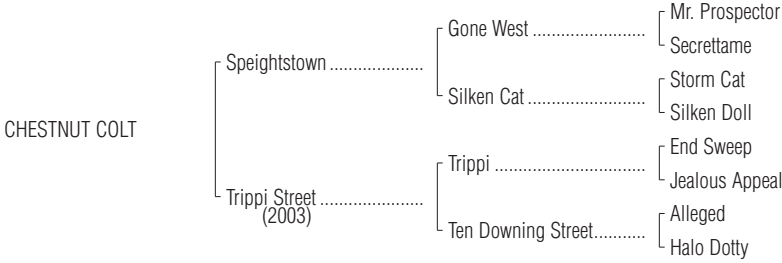 Mr. Prospector
Gone West ........................
Secrettame
Speightstown ....................
Storm Cat
Silken Cat .........................
Silken Doll
CHESTNUT COLT
End Sweep
Trippi ................................
Jealous Appeal
Trippi Street ......................
(2003)
Alleged
Ten Downing Street...........
Halo Dotty